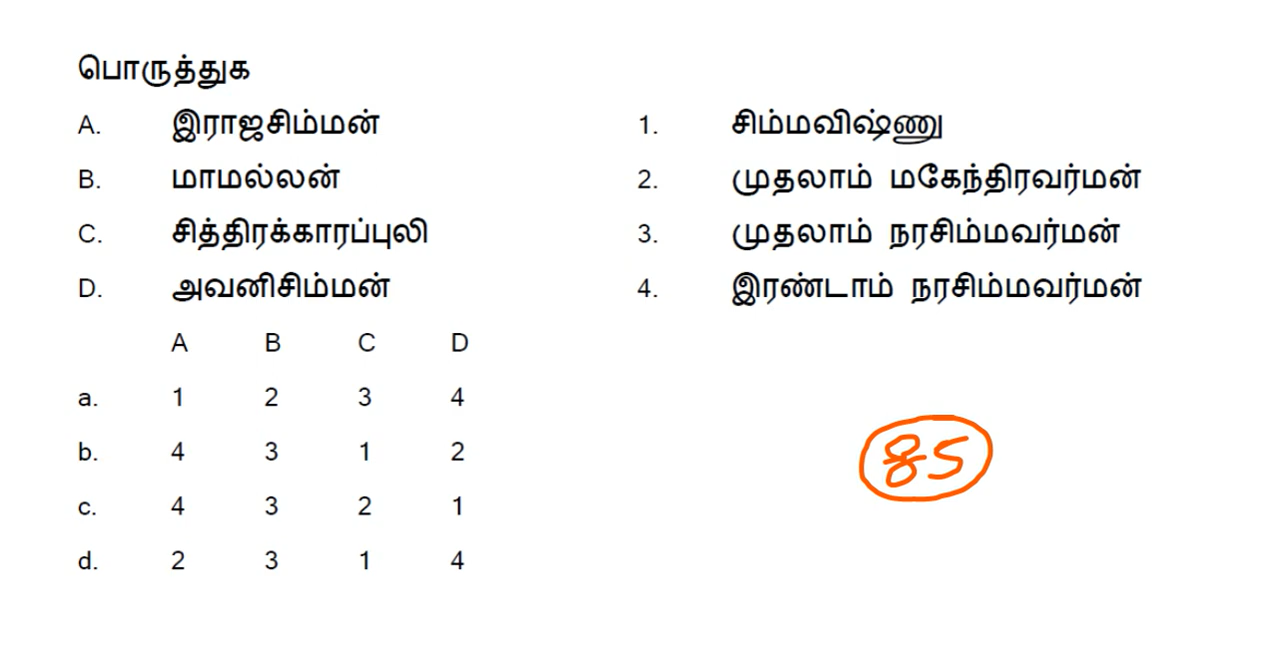 பொருத்துக
A. இராஜசிம்மன் 1. சிம்மவிஷ்ணு
B. மாமல்லன் 2. முதலாம் மகேந்திரவர்மன்
C. சித்திரக்காரப்புலி 3. முதலாம் நரசிம்மவர்மன்
D. அவனிசிம்மன் 4. இரண்டாம் நரசிம்மவர்மன்
A B C D
a. 1 2 3 4
b. 4 3 1 2
c. 4 3 2 1
d. 2 3 1 4
85